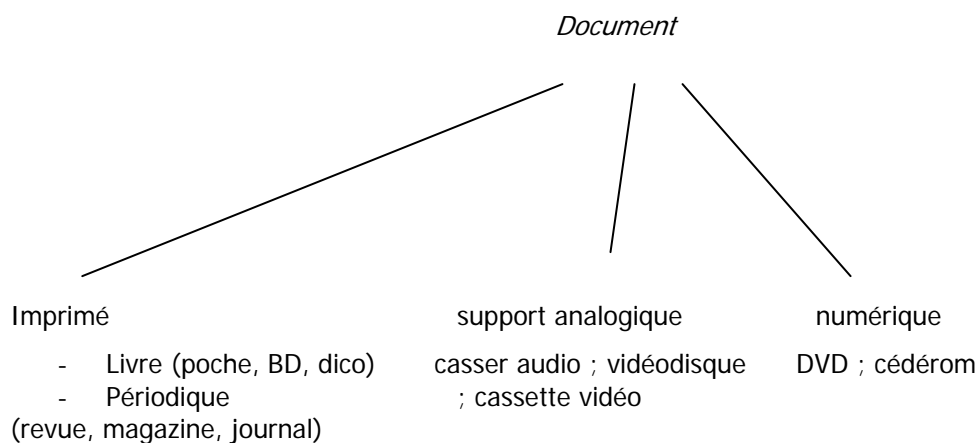 Document
Imprimé
support analogique
numérique
- Livre (poche, BD, dico)
- Périodique
(revue, magazine, journal)
casser audio ; vidéodisque
; cassette vidéo
DVD ; cédérom